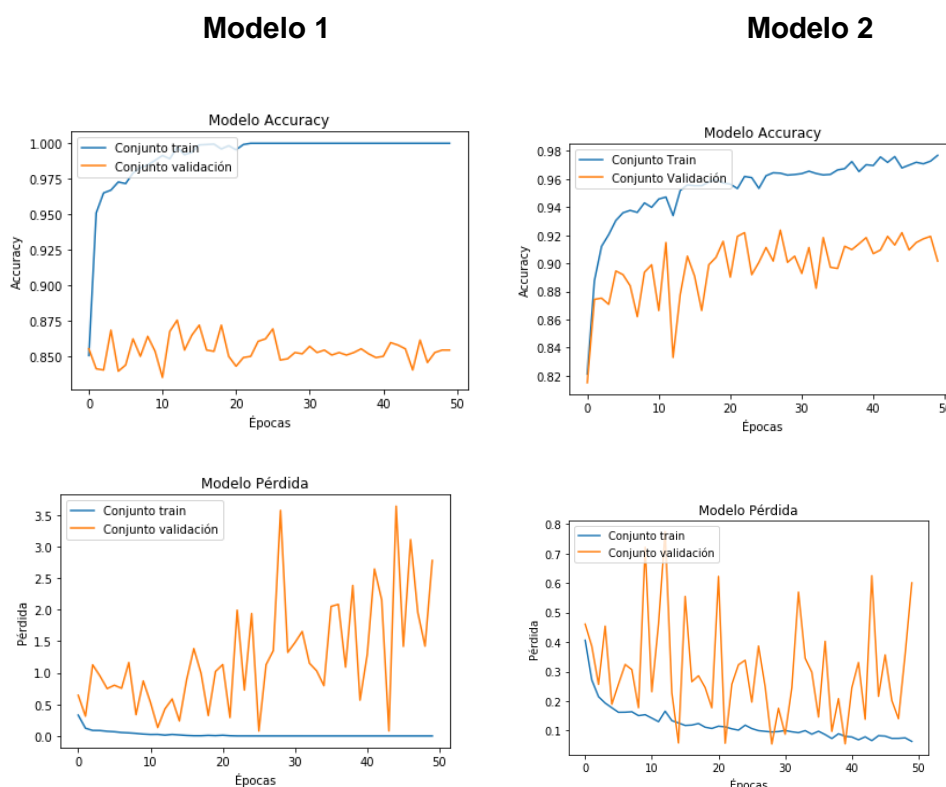 Modelo 1
Modelo 2
Modelo Accuracy
Conjunto train
Conjunto validación
1.000
0.975
0.950
0.925
0.900
0.875
0.850
Accuracy
0 10 20 30 40 50
Épocas
Modelo Accuracy
Conjunto Train
Conjunto Validación
0.98
0.96
0.94
0.92
0.90
0.88
0.86
0.84
0.82
Accuracy
0 10 20 30 40 50
Épocas
Modelo Pérdida
Conjunto train
Conjunto validación
3.5
3.0
2.5
2.0
1.5
1.0
0.5
0.0
Pérdida
0 10 20 30 40 50
Épocas
Modelo Pérdida
Conjunto train
Conjunto validación
0.8
0.7
0.6
0.5
0.4
0.3
0.2
0.1
Pérdida
0 10 20 30 40 50
Épocas